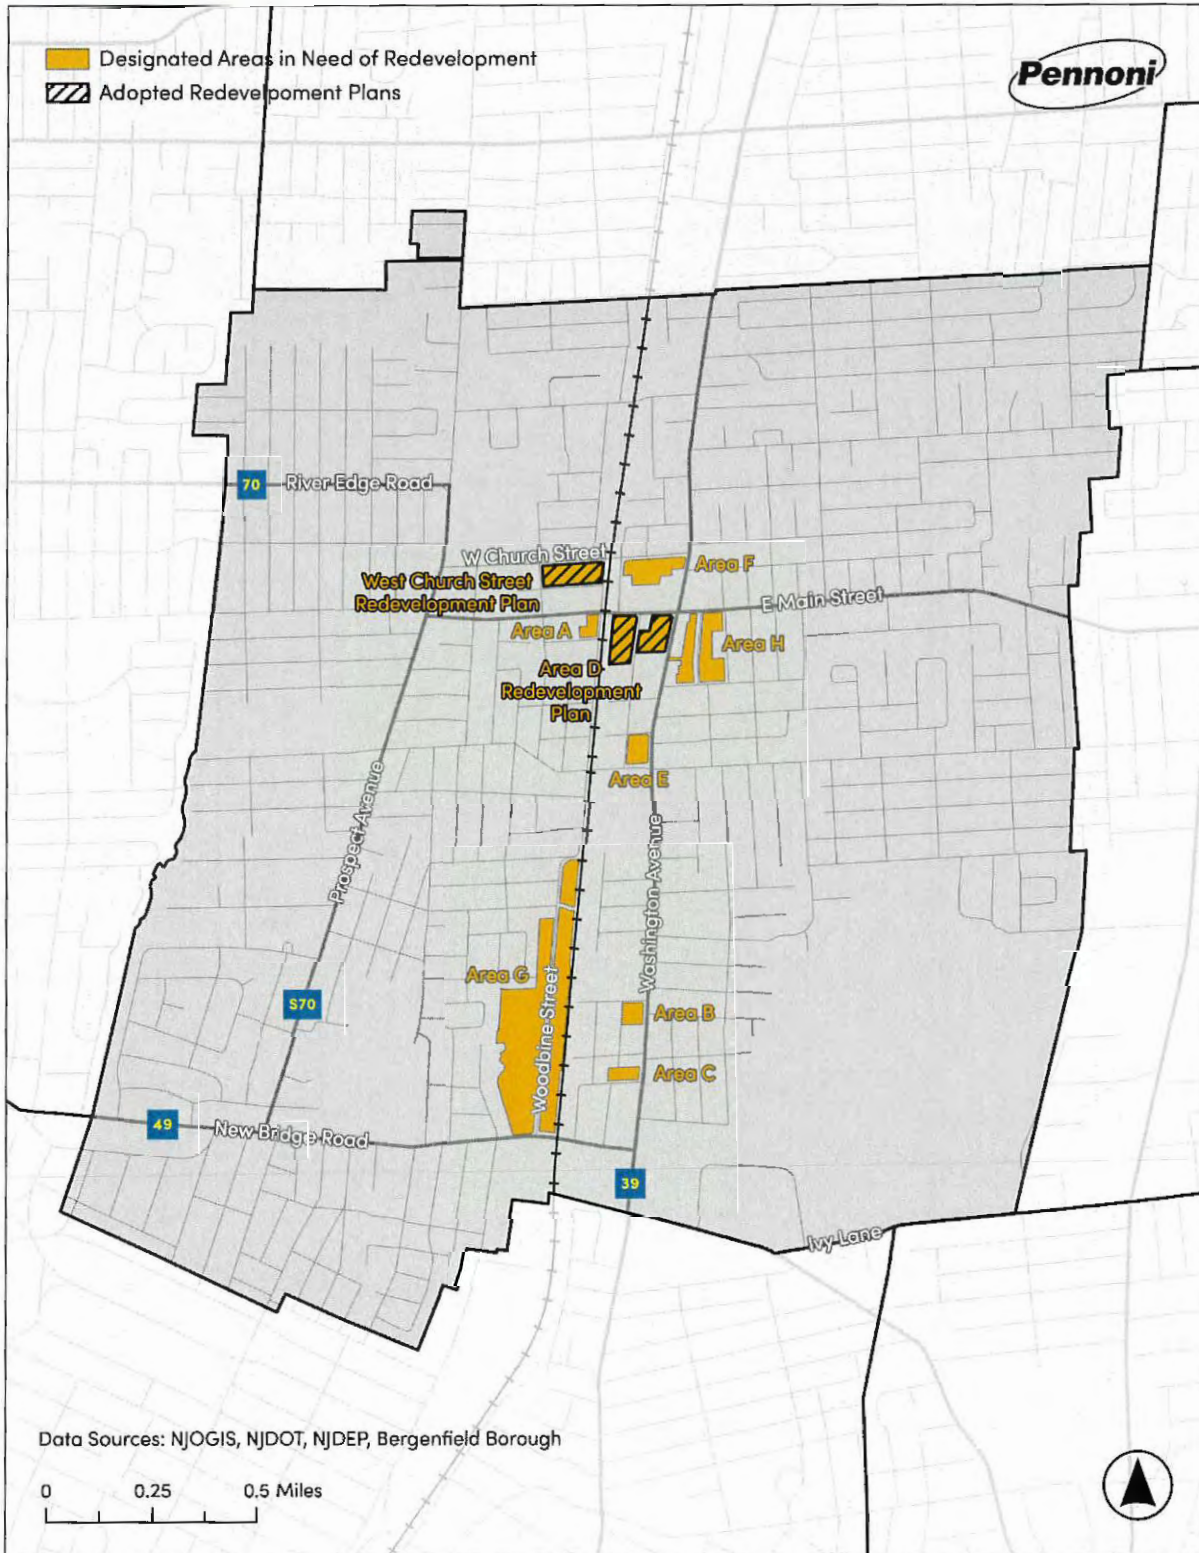 Designated Areas in Need of Redevelopment
Adopted Redevelpoment Plans
Pennoni
70
River Edge Road
W Church Street
West Church Street
Redevelopment Plan
Area F
E Main Street
Area A
Area H
Area D
Redevelopment
Plan
Area E
Prospect Avenue
Washington Avenue
Area G
Woodbine Street
S70
Area B
Area C
49
New Bridge Road
39
Ivy Lane
Data Sources: NJOGIS, NJDOT, NJDEP, Bergenfield Borough
0 0.25 0.5 Miles